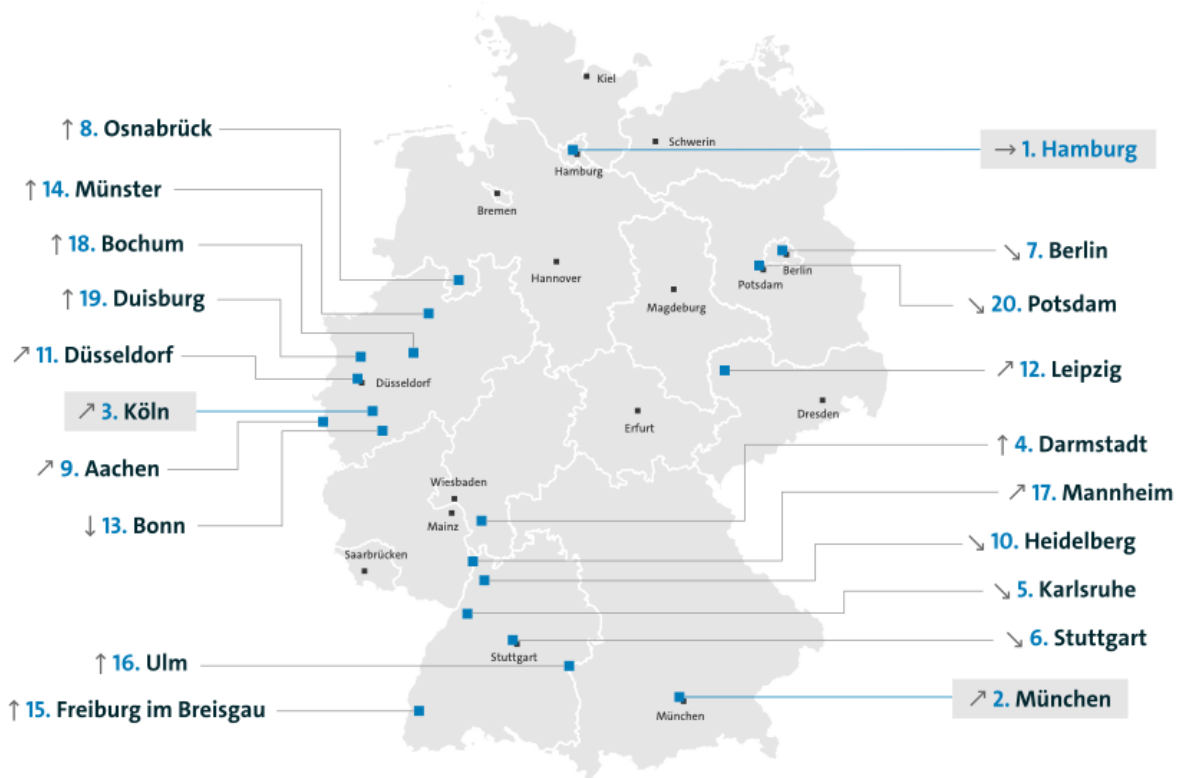 ↑ 8. Osnabrück
↑ 14. Münster
↑ 18. Bochum
↑ 19. Duisburg
↗ 11. Düsseldorf
↗ 3. Köln
↗ 9. Aachen
↓ 13. Bonn
↑ 16. Ulm
↑ 15. Freiburg im Breisgau
Kiel
Schwerin
Hamburg
Bremen
Hannover
Berlin
Potsdam
Magdeburg
Düsseldorf
Dresden
Erfurt
Wiesbaden
Mainz
Saarbrücken
Stuttgart
München
→ 1. Hamburg
↘ 7. Berlin
↘ 20. Potsdam
↗ 12. Leipzig
↑ 4. Darmstadt
↗ 17. Mannheim
↘ 10. Heidelberg
↘ 5. Karlsruhe
↘ 6. Stuttgart
↗ 2. München